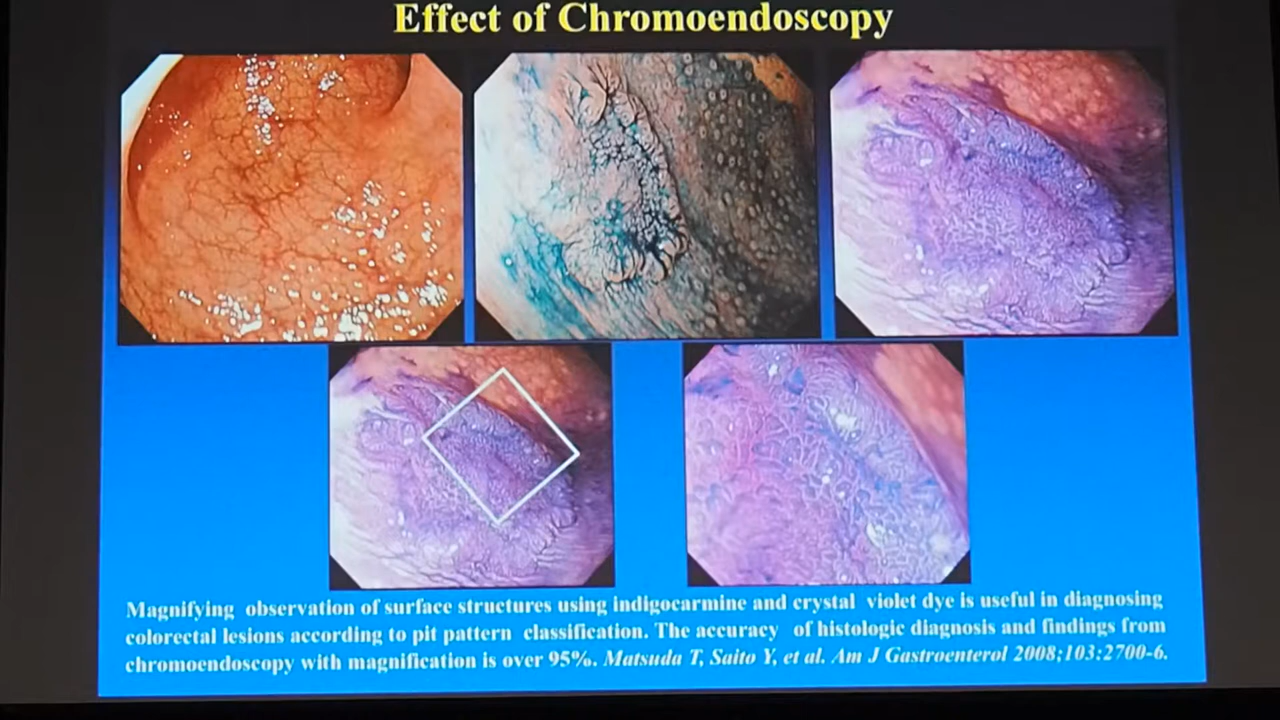 Effect of Chromoendoscopy
Magnifying observation of surface structures using indigocarmine and crystal violet dye is useful in diagnosing
colorectal lesions according to pit pattern classification. The accuracy of histologic diagnosis and findings from
chromoendoscopy with magnification is over 95%. Matsuda T, Saito Y, et al. Am J Gastroenterol 2008;103:2700-6.